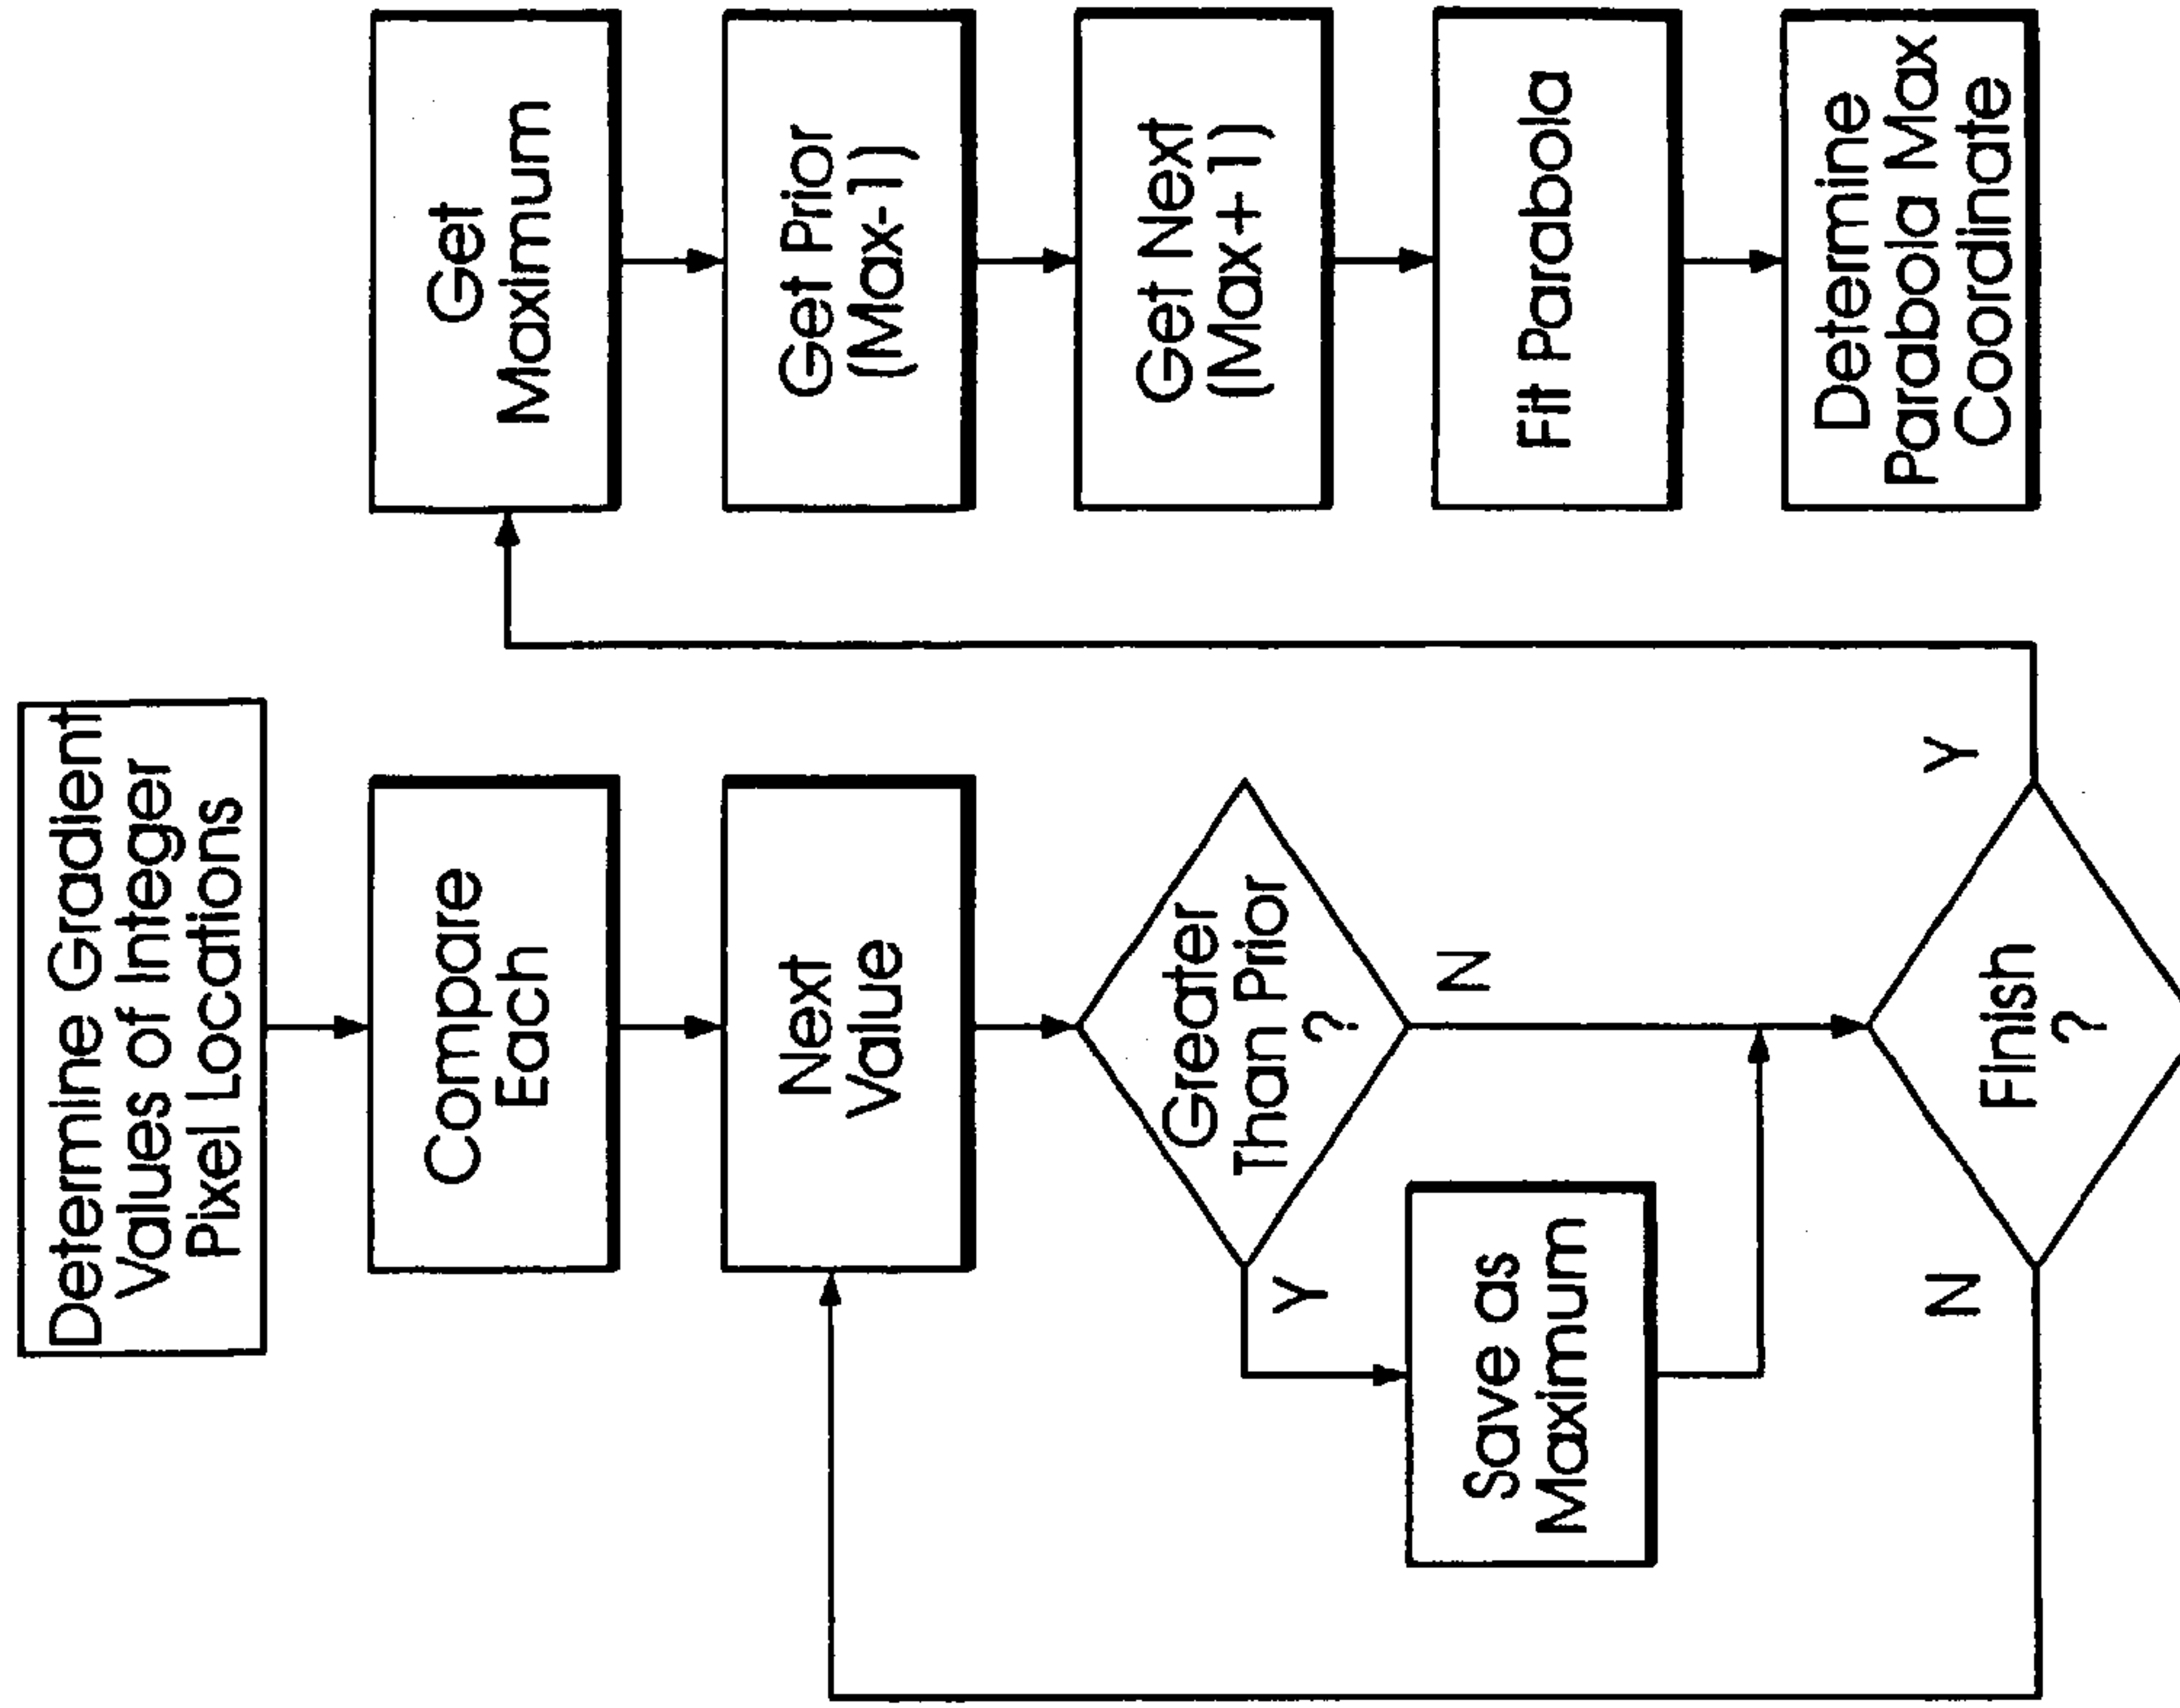 Determine Gradient
Values of Integer
Pixel Locations
Compare
Each
Next
Value
Greater
Than Prior
?
Y
N
Save as
Maximum
Finish
?
N
Y
Get
Maximum
Get Prior
(Max-1)
Get Next
(Max+1)
Fit Parabola
Determine
Parabola Max
Coordinate